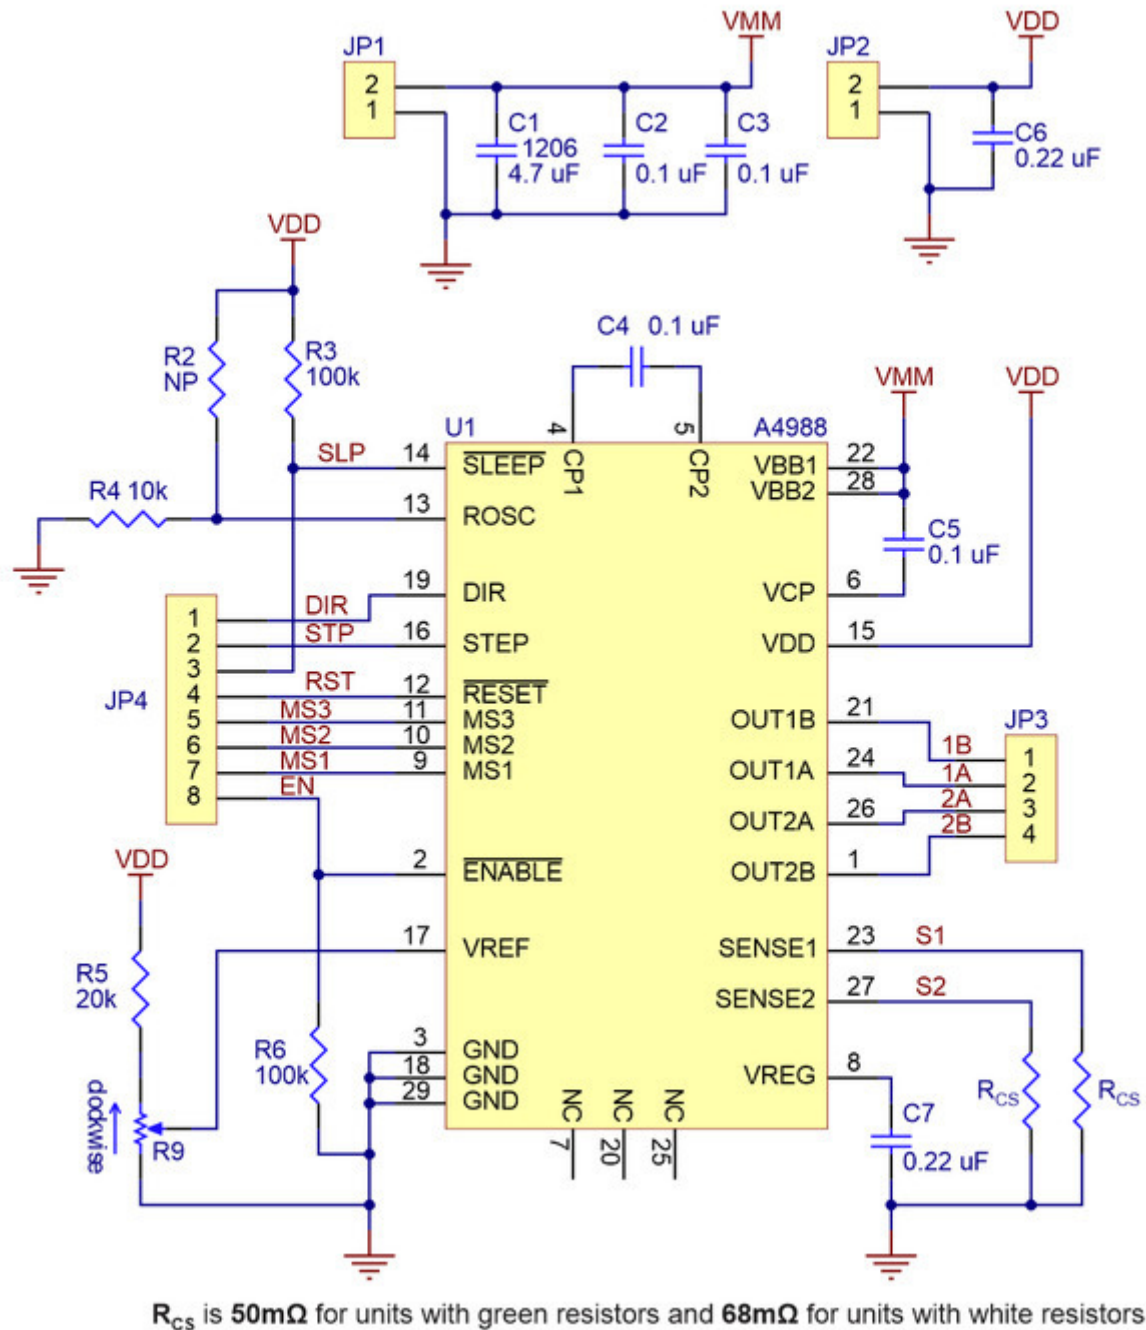 VMM
VDD
JP1
JP2
2
1
2
1
C1
1206
4.7 uF
C2
0.1 uF
C3
0.1 uF
C6
0.22 uF
VDD
R2
NP
R3
100k
C4 0.1 uF
VMM
VDD
U1
4
5
A4988
SLP
14
SLEEP
CP1
CP2
VBB1
22
VBB2
28
R4 10k
13
ROSC
C5
0.1 uF
19
DIR
VCP
6
1
DIR
2
STP
16
STEP
VDD
15
3
JP4
4
RST
12
RESET
5
MS3
11
MS3
OUT1B
21
JP3
6
MS2
10
MS2
1B
1
7
MS1
9
MS1
OUT1A
24
1A
2
8
EN
OUT2A
26
2A
3
2B
4
VDD
2
ENABLE
OUT2B
1
17
VREF
SENSE1
23
S1
R5
20k
SENSE2
27
S2
R6
100k
3
GND
18
GND
29
GND
VREG
8
RCS
RCS
clockwise
R9
NC
NC
NC
7
20
25
C7
0.22 uF
RCS is 50mΩ for units with green resistors and 68mΩ for units with white resistors